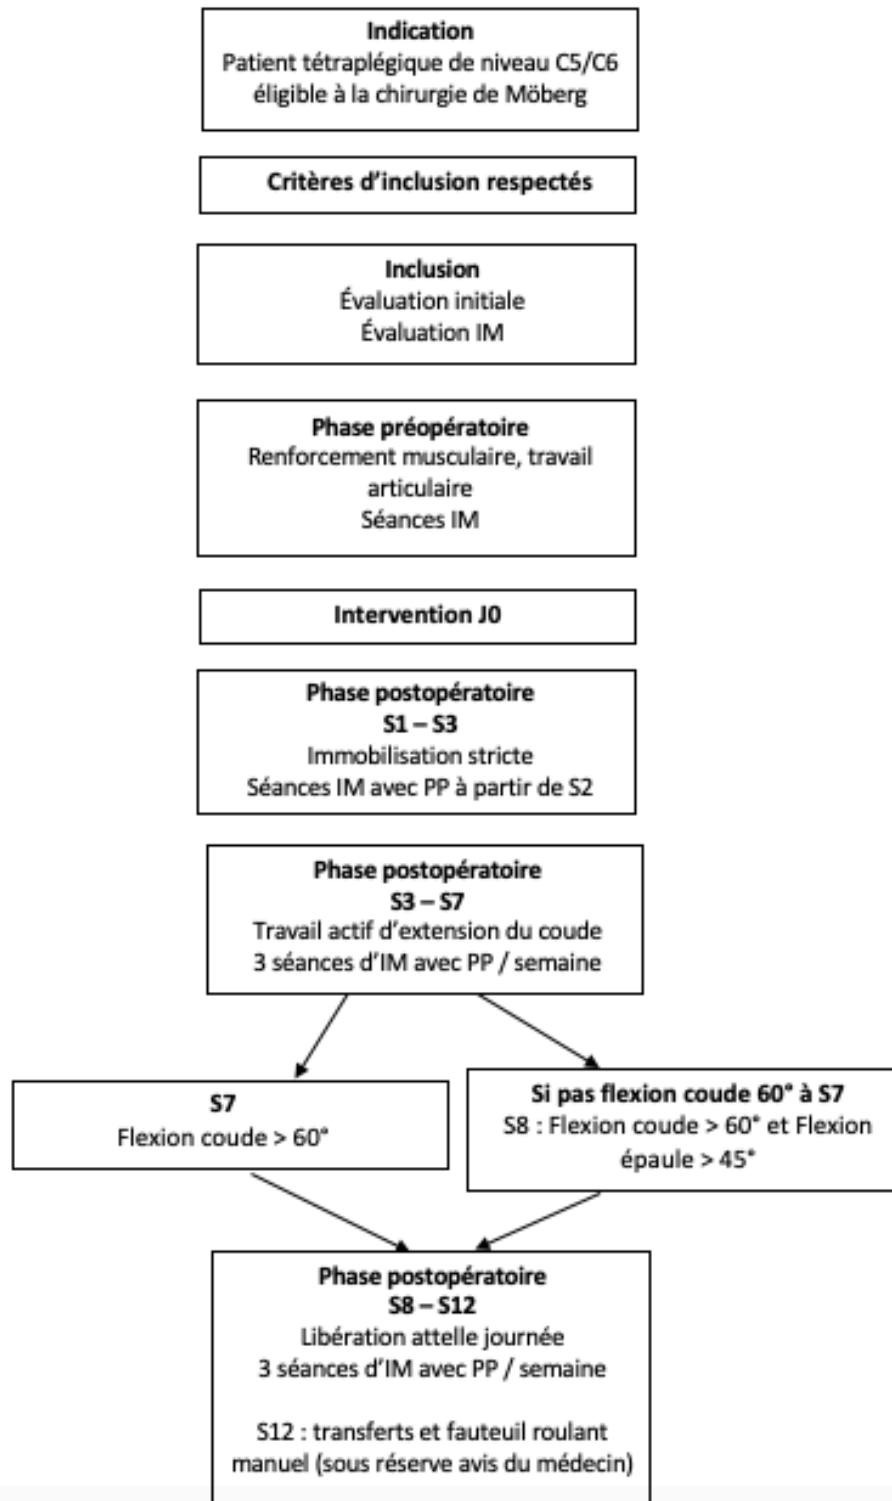 Indication
Patient tétraplégique de niveau C5/C6
éligible à la chirurgie de Möberg
Critères d'inclusion respectés
Inclusion
Évaluation initiale
Évaluation IM
Phase préopératoire
Renforcement musculaire, travail
articulaire
Séances IM
Intervention J0
Phase postopératoire
S1 – S3
Immobilisation stricte
Séances IM avec PP à partir de S2
Phase postopératoire
S3 – S7
Travail actif d'extension du coude
3 séances d'IM avec PP / semaine
S7
Flexion coude > 60°
Si pas flexion coude 60° à S7
S8 : Flexion coude > 60° et Flexion
épaule > 45°
Phase postopératoire
S8 – S12
Libération attelle journée
3 séances d'IM avec PP / semaine
S12 : transferts et fauteuil roulant
manuel (sous réserve avis du médecin)